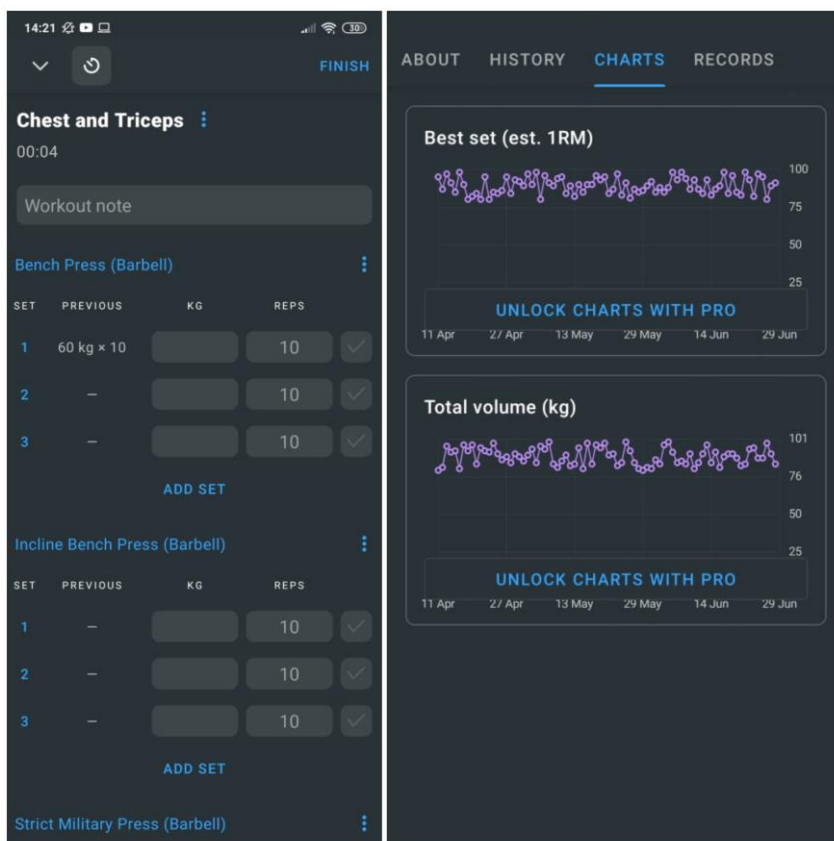 14:21
30
FINISH
Chest and Triceps
00:04
Workout note
Bench Press (Barbell)
SET PREVIOUS KG REPS
1 60 kg × 10 10
2 – 10
3 – 10
ADD SET
Incline Bench Press (Barbell)
SET PREVIOUS KG REPS
1 – 10
2 – 10
3 – 10
ADD SET
Strict Military Press (Barbell)
ABOUT HISTORY CHARTS RECORDS
Best set (est. 1RM)
100
75
50
25
UNLOCK CHARTS WITH PRO
11 Apr 27 Apr 13 May 29 May 14 Jun 29 Jun
Total volume (kg)
101
76
50
25
UNLOCK CHARTS WITH PRO
11 Apr 27 Apr 13 May 29 May 14 Jun 29 Jun